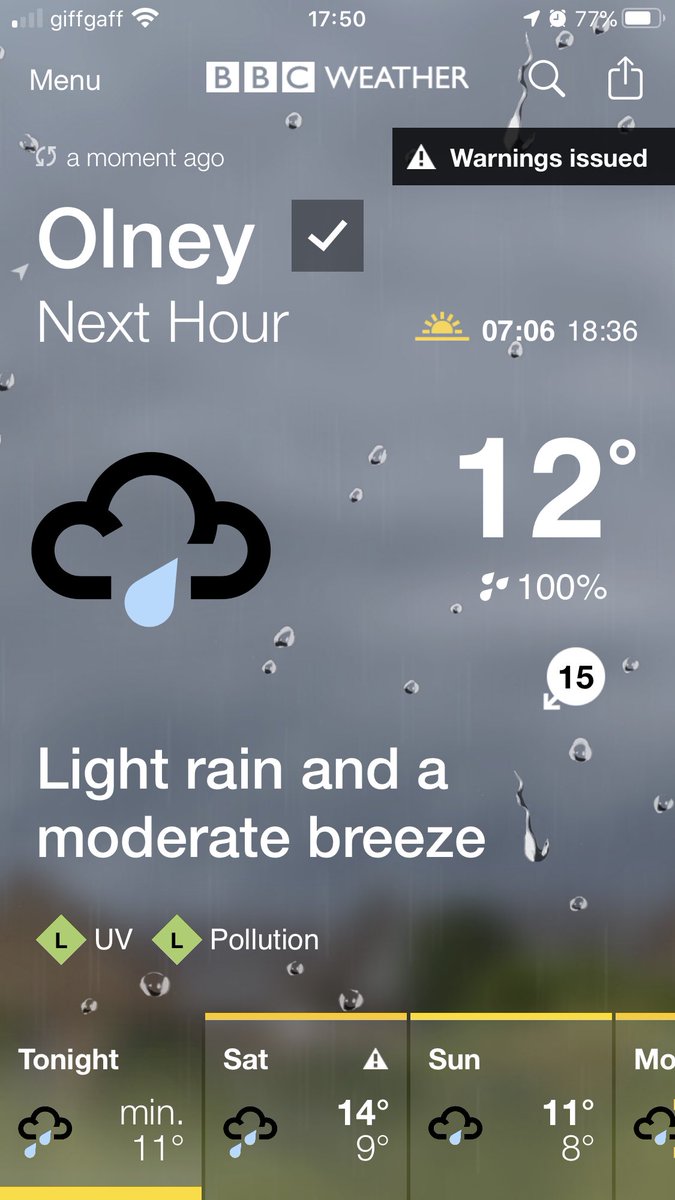 giffgaff 17:50 77%
Menu BBC WEATHER
a moment ago Warnings issued
Olney
Next Hour
07:06 18:36
12°
100%
15
Light rain and a
moderate breeze
L UV L Pollution
Tonight Sat Sun Mo
min. 14° 11°
11° 9° 8°